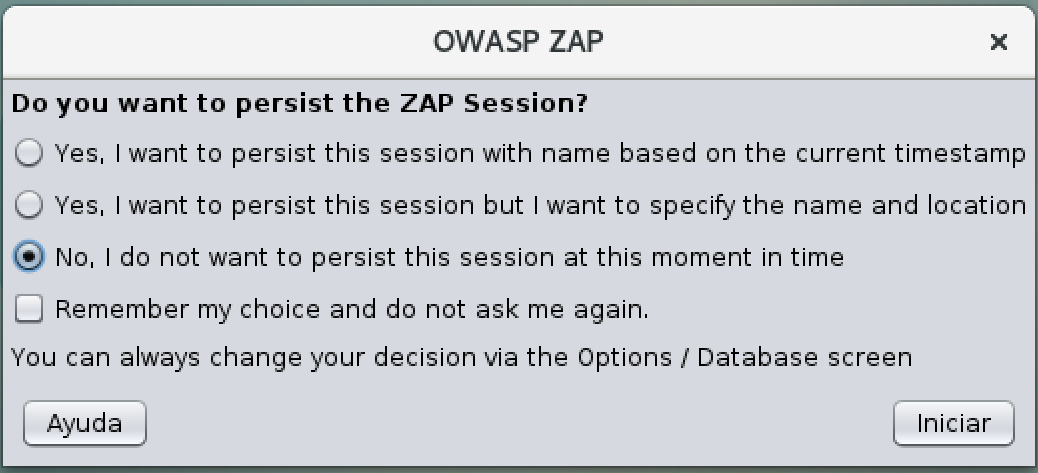 OWASP ZAP
Do you want to persist the ZAP Session?
Yes, I want to persist this session with name based on the current timestamp
Yes, I want to persist this session but I want to specify the name and location
No, I do not want to persist this session at this moment in time
Remember my choice and do not ask me again.
You can always change your decision via the Options / Database screen
Ayuda
Iniciar